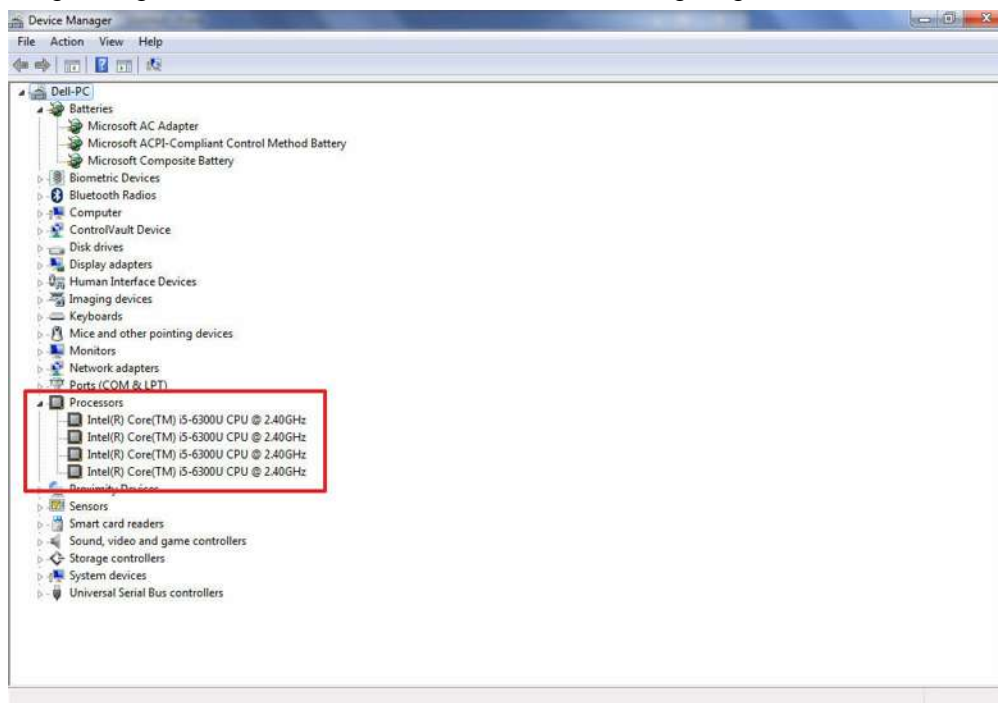 Device Manager
File Action View Help
Dell-PC
Batteries
Microsoft AC Adapter
Microsoft ACPI-Compliant Control Method Battery
Microsoft Composite Battery
Biometric Devices
Bluetooth Radios
Computer
ControlVault Device
Disk drives
Display adapters
Human Interface Devices
Imaging devices
Keyboards
Mice and other pointing devices
Monitors
Network adapters
Ports (COM & LPT)
Processors
Intel(R) Core(TM) i5-6300U CPU @ 2.40GHz
Intel(R) Core(TM) i5-6300U CPU @ 2.40GHz
Intel(R) Core(TM) i5-6300U CPU @ 2.40GHz
Intel(R) Core(TM) i5-6300U CPU @ 2.40GHz
Proximity Devices
Sensors
Smart card readers
Sound, video and game controllers
Storage controllers
System devices
Universal Serial Bus controllers